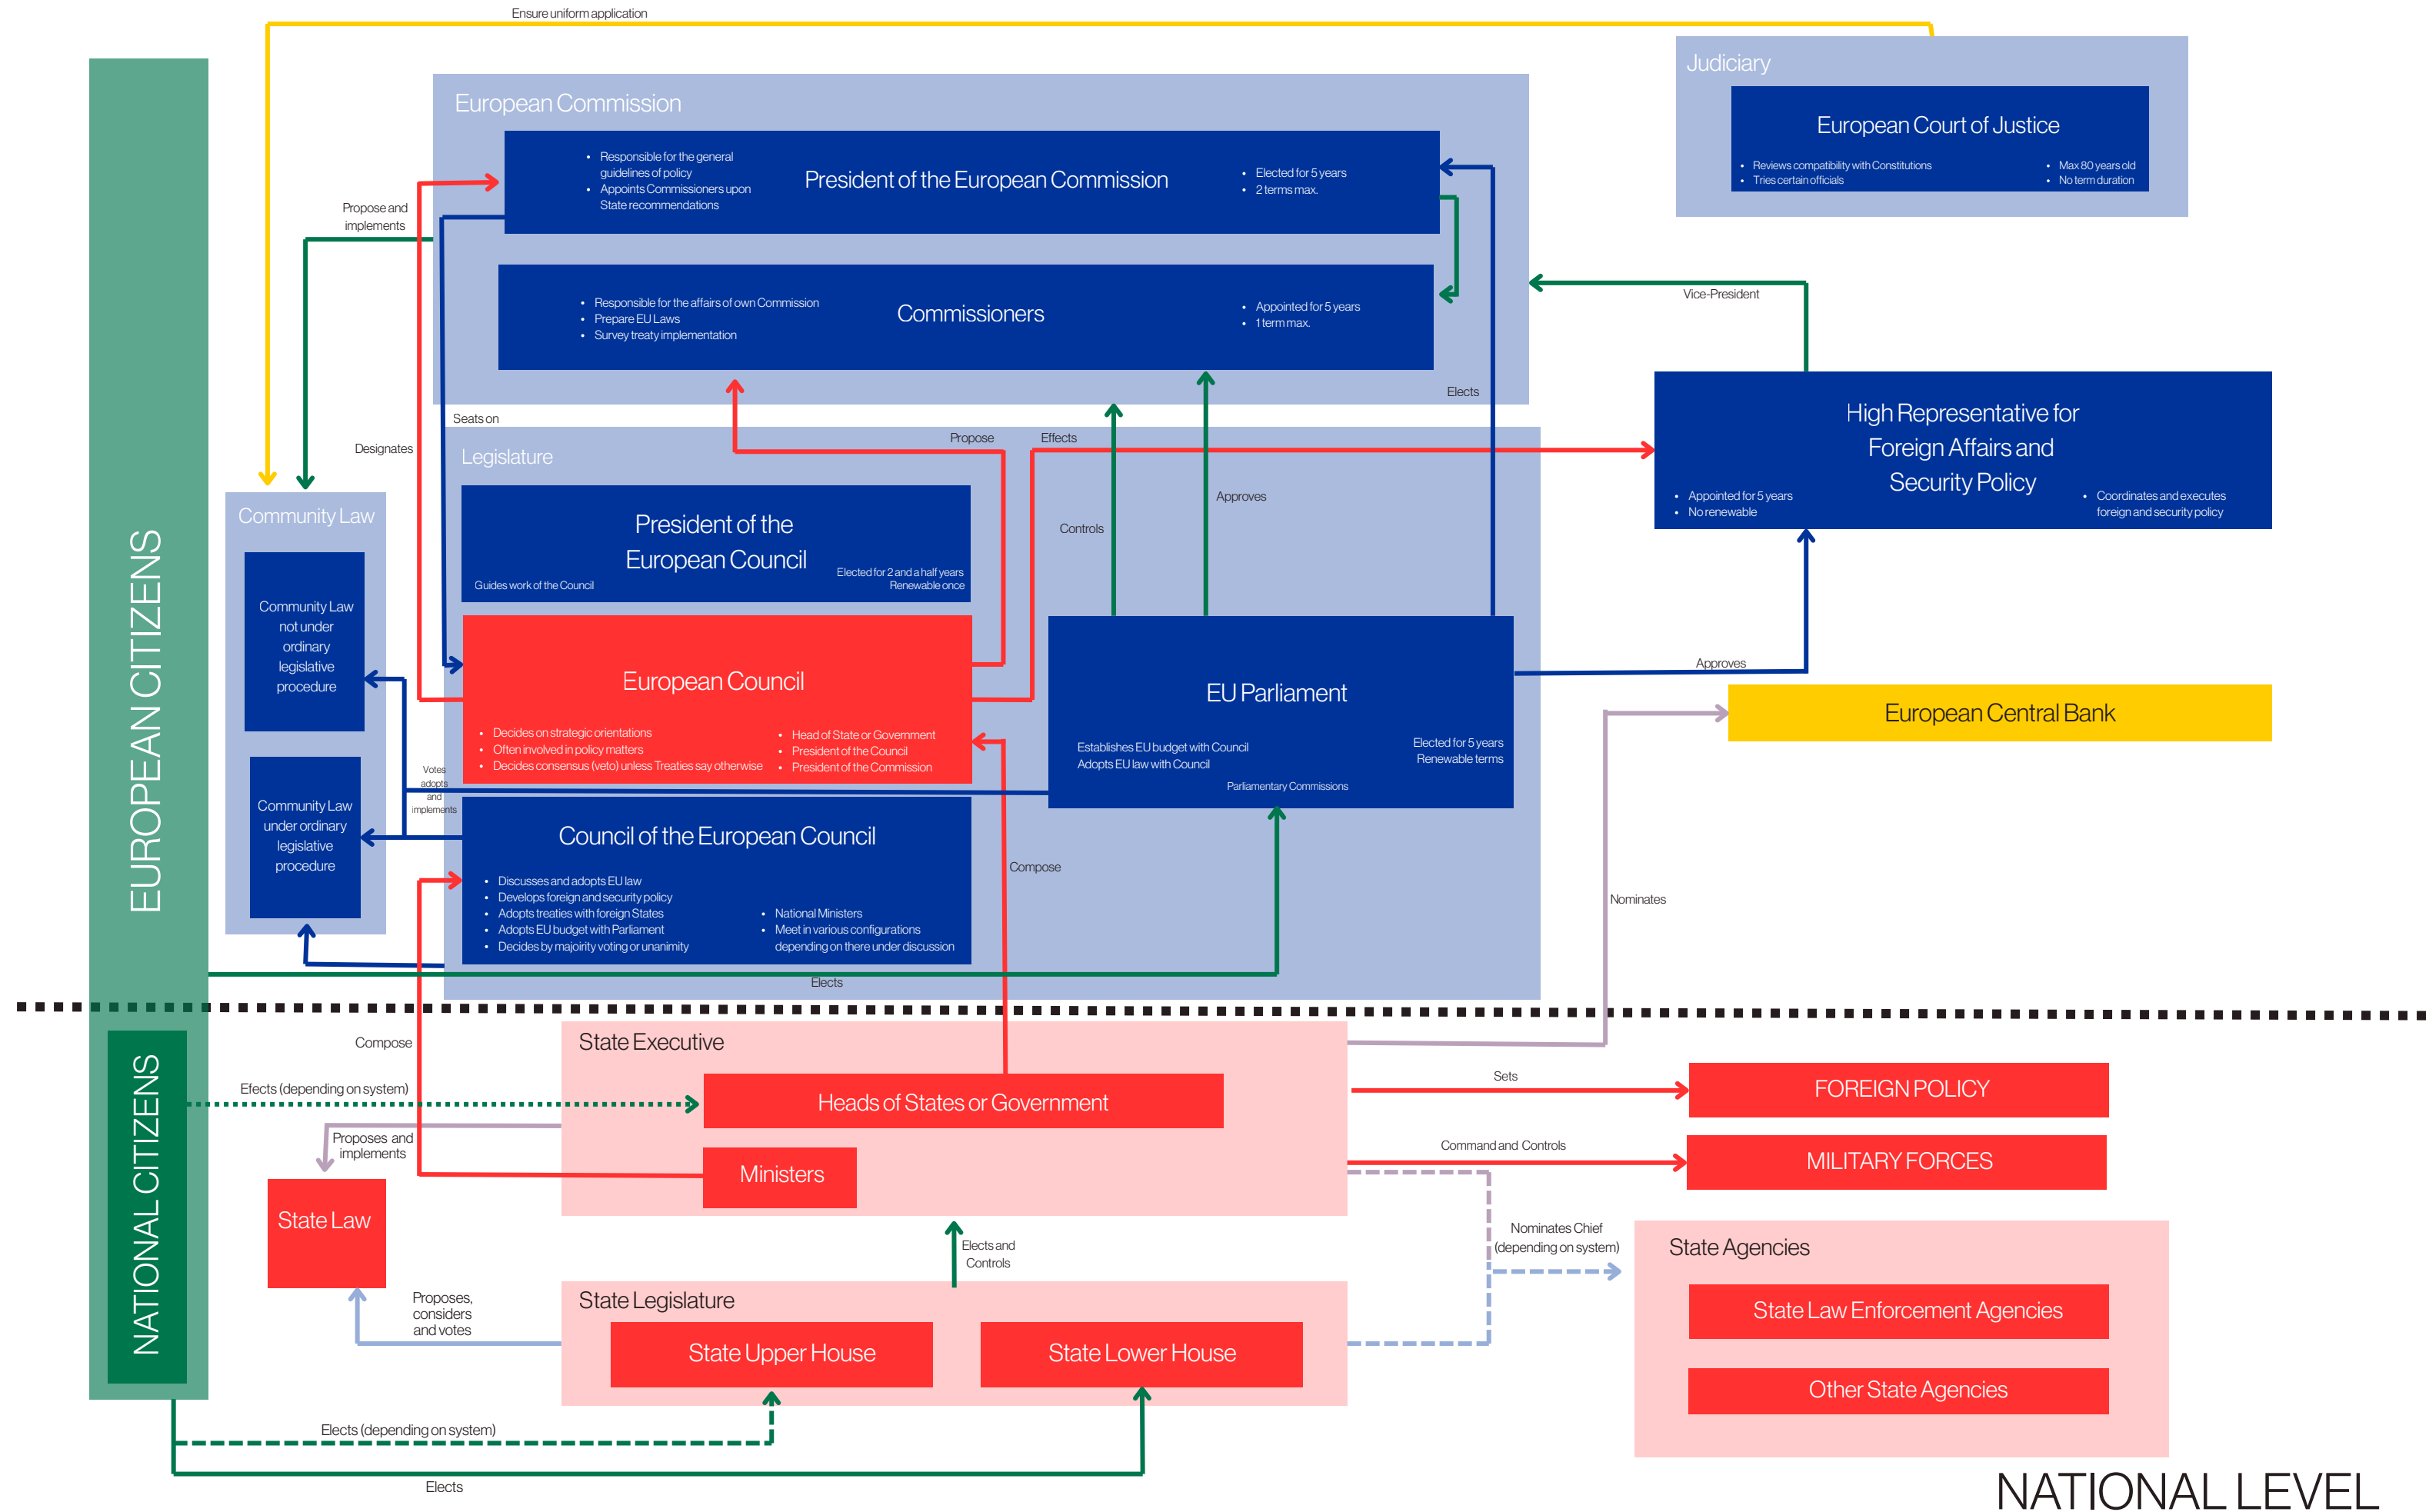 Ensure uniform application
Judiciary
European Court of Justice
Reviews compatibility with Constitutions
Tries certain officials
Max 80 years old
No term duration
European Commission
Responsible for the general
guidelines of policy
Appoints Commissioners upon
State recommendations
President of the European Commission
Elected for 5 years
2 terms max.
Propose and
implements
Responsible for the affairs of own Commission
Prepare EU Laws
Survey treaty implementation
Commissioners
Appointed for 5 years
1 term max.
Vice-President
Elects
Seats on
Designates
Propose
Effects
Legislature
High Representative for
Foreign Affairs and
Security Policy
Appointed for 5 years
No renewable
Coordinates and executes
foreign and security policy
Approves
Controls
President of the
European Council
Guides work of the Council
Elected for 2 and a half years
Renewable once
EUROPEAN CITIZENS
Community Law
Community Law
not under
ordinary
legislative
procedure
Community Law
under ordinary
legislative
procedure
European Council
Decides on strategic orientations
Often involved in policy matters
Decides consensus (veto) unless Treaties say otherwise
Head of State or Government
President of the Council
President of the Commission
EU Parliament
Establishes EU budget with Council
Adopts EU law with Council
Elected for 5 years
Renewable terms
Parliamentary Commissions
Approves
European Central Bank
Votes
adopts
and
implements
Council of the European Council
Discusses and adopts EU law
Develops foreign and security policy
Adopts treaties with foreign States
Adopts EU budget with Parliament
Decides by majoirity voting or unanimity
National Ministers
Meet in various configurations
depending on there under discussion
Compose
Nominates
Elects
NATIONAL CITIZENS
Compose
State Executive
Efects (depending on system)
Heads of States or Government
Sets
FOREIGN POLICY
Proposes and
implements
Ministers
Command and Controls
MILITARY FORCES
State Law
Elects and
Controls
Nominates Chief
(depending on system)
State Agencies
State Law Enforcement Agencies
Other State Agencies
Proposes,
considers
and votes
State Legislature
State Upper House
State Lower House
Elects (depending on system)
Elects
NATIONAL LEVEL